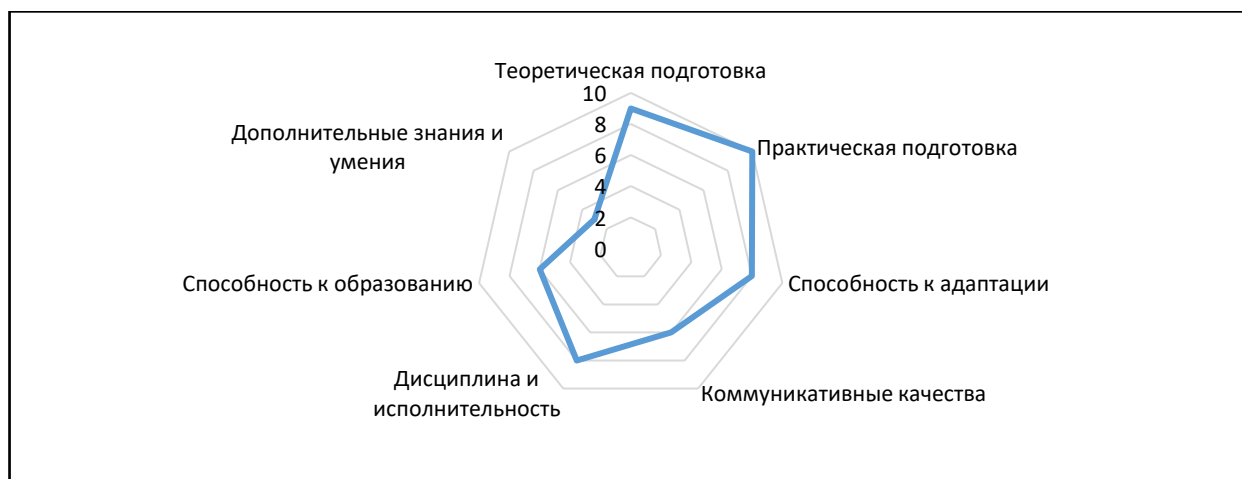 Теоретическая подготовка
10
8
6
4
2
0
Практическая подготовка
Способность к адаптации
Коммуникативные качества
Дисциплина и
исполнительность
Способность к образованию
Дополнительные знания и
умения